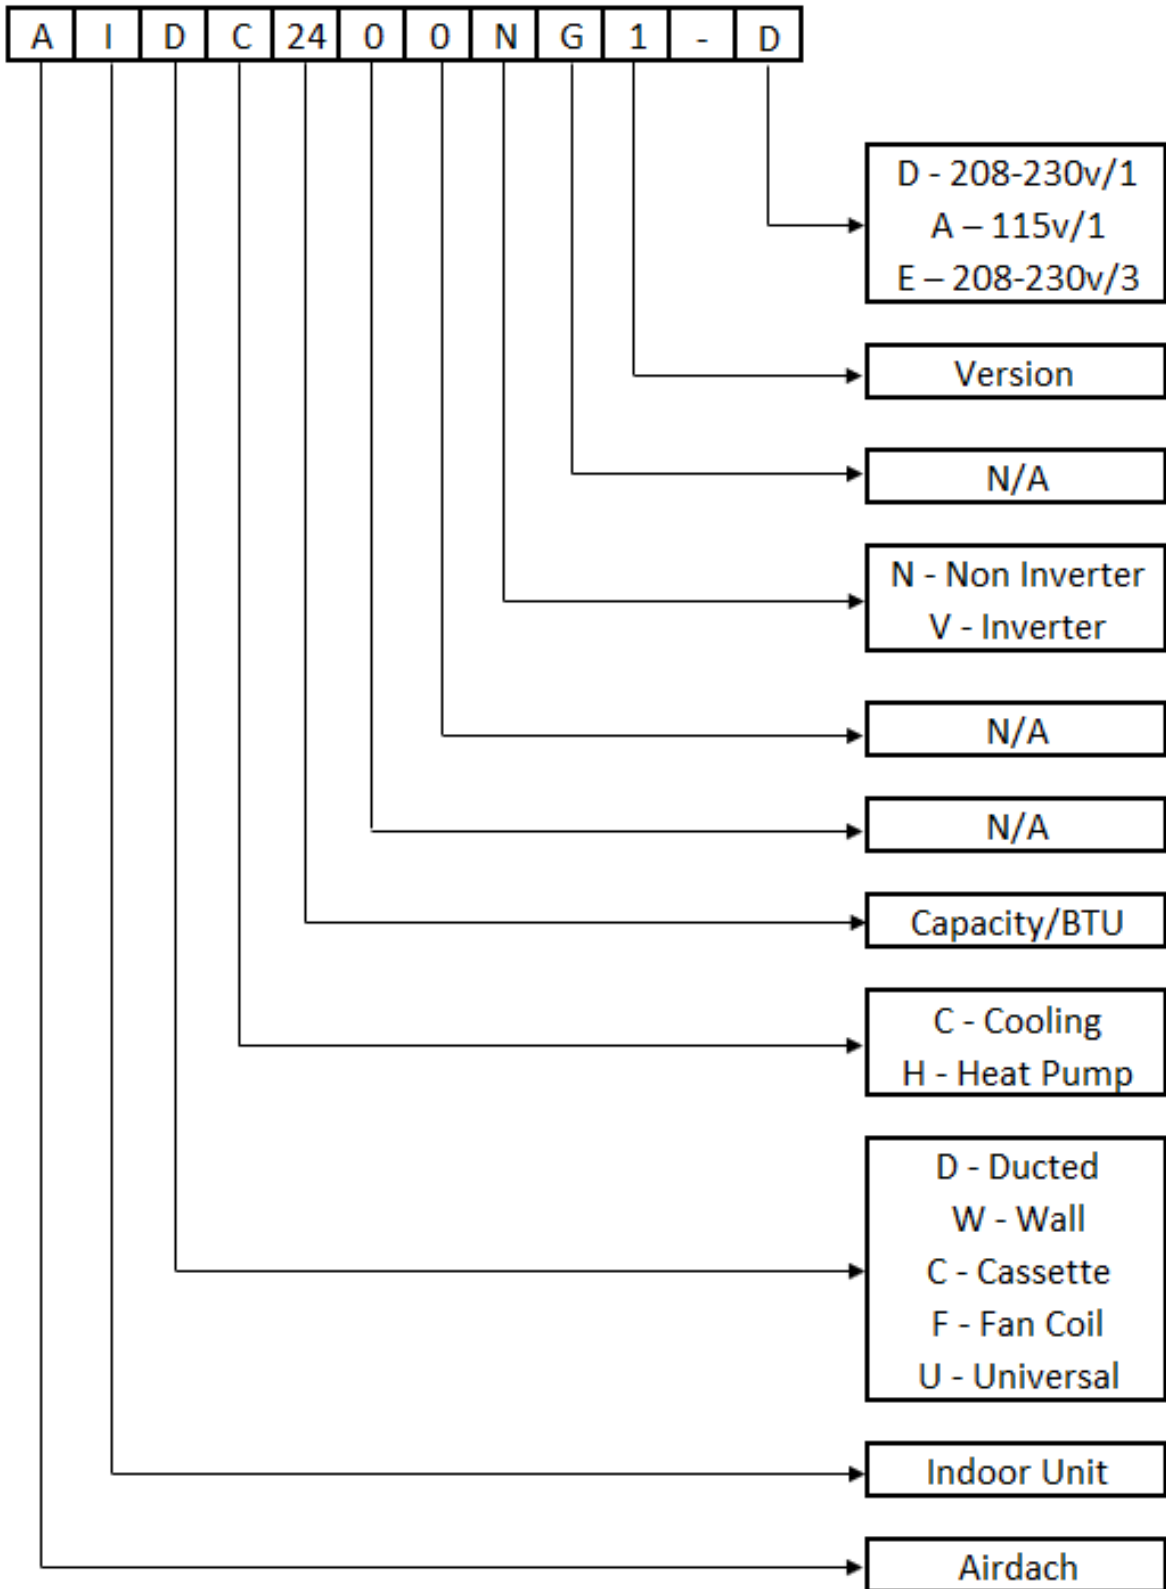 A I D C 24 0 0 N G 1 - D
D - 208-230v/1
A – 115v/1
E – 208-230v/3
Version
N/A
N - Non Inverter
V - Inverter
N/A
N/A
Capacity/BTU
C - Cooling
H - Heat Pump
D - Ducted
W - Wall
C - Cassette
F - Fan Coil
U - Universal
Indoor Unit
Airdach